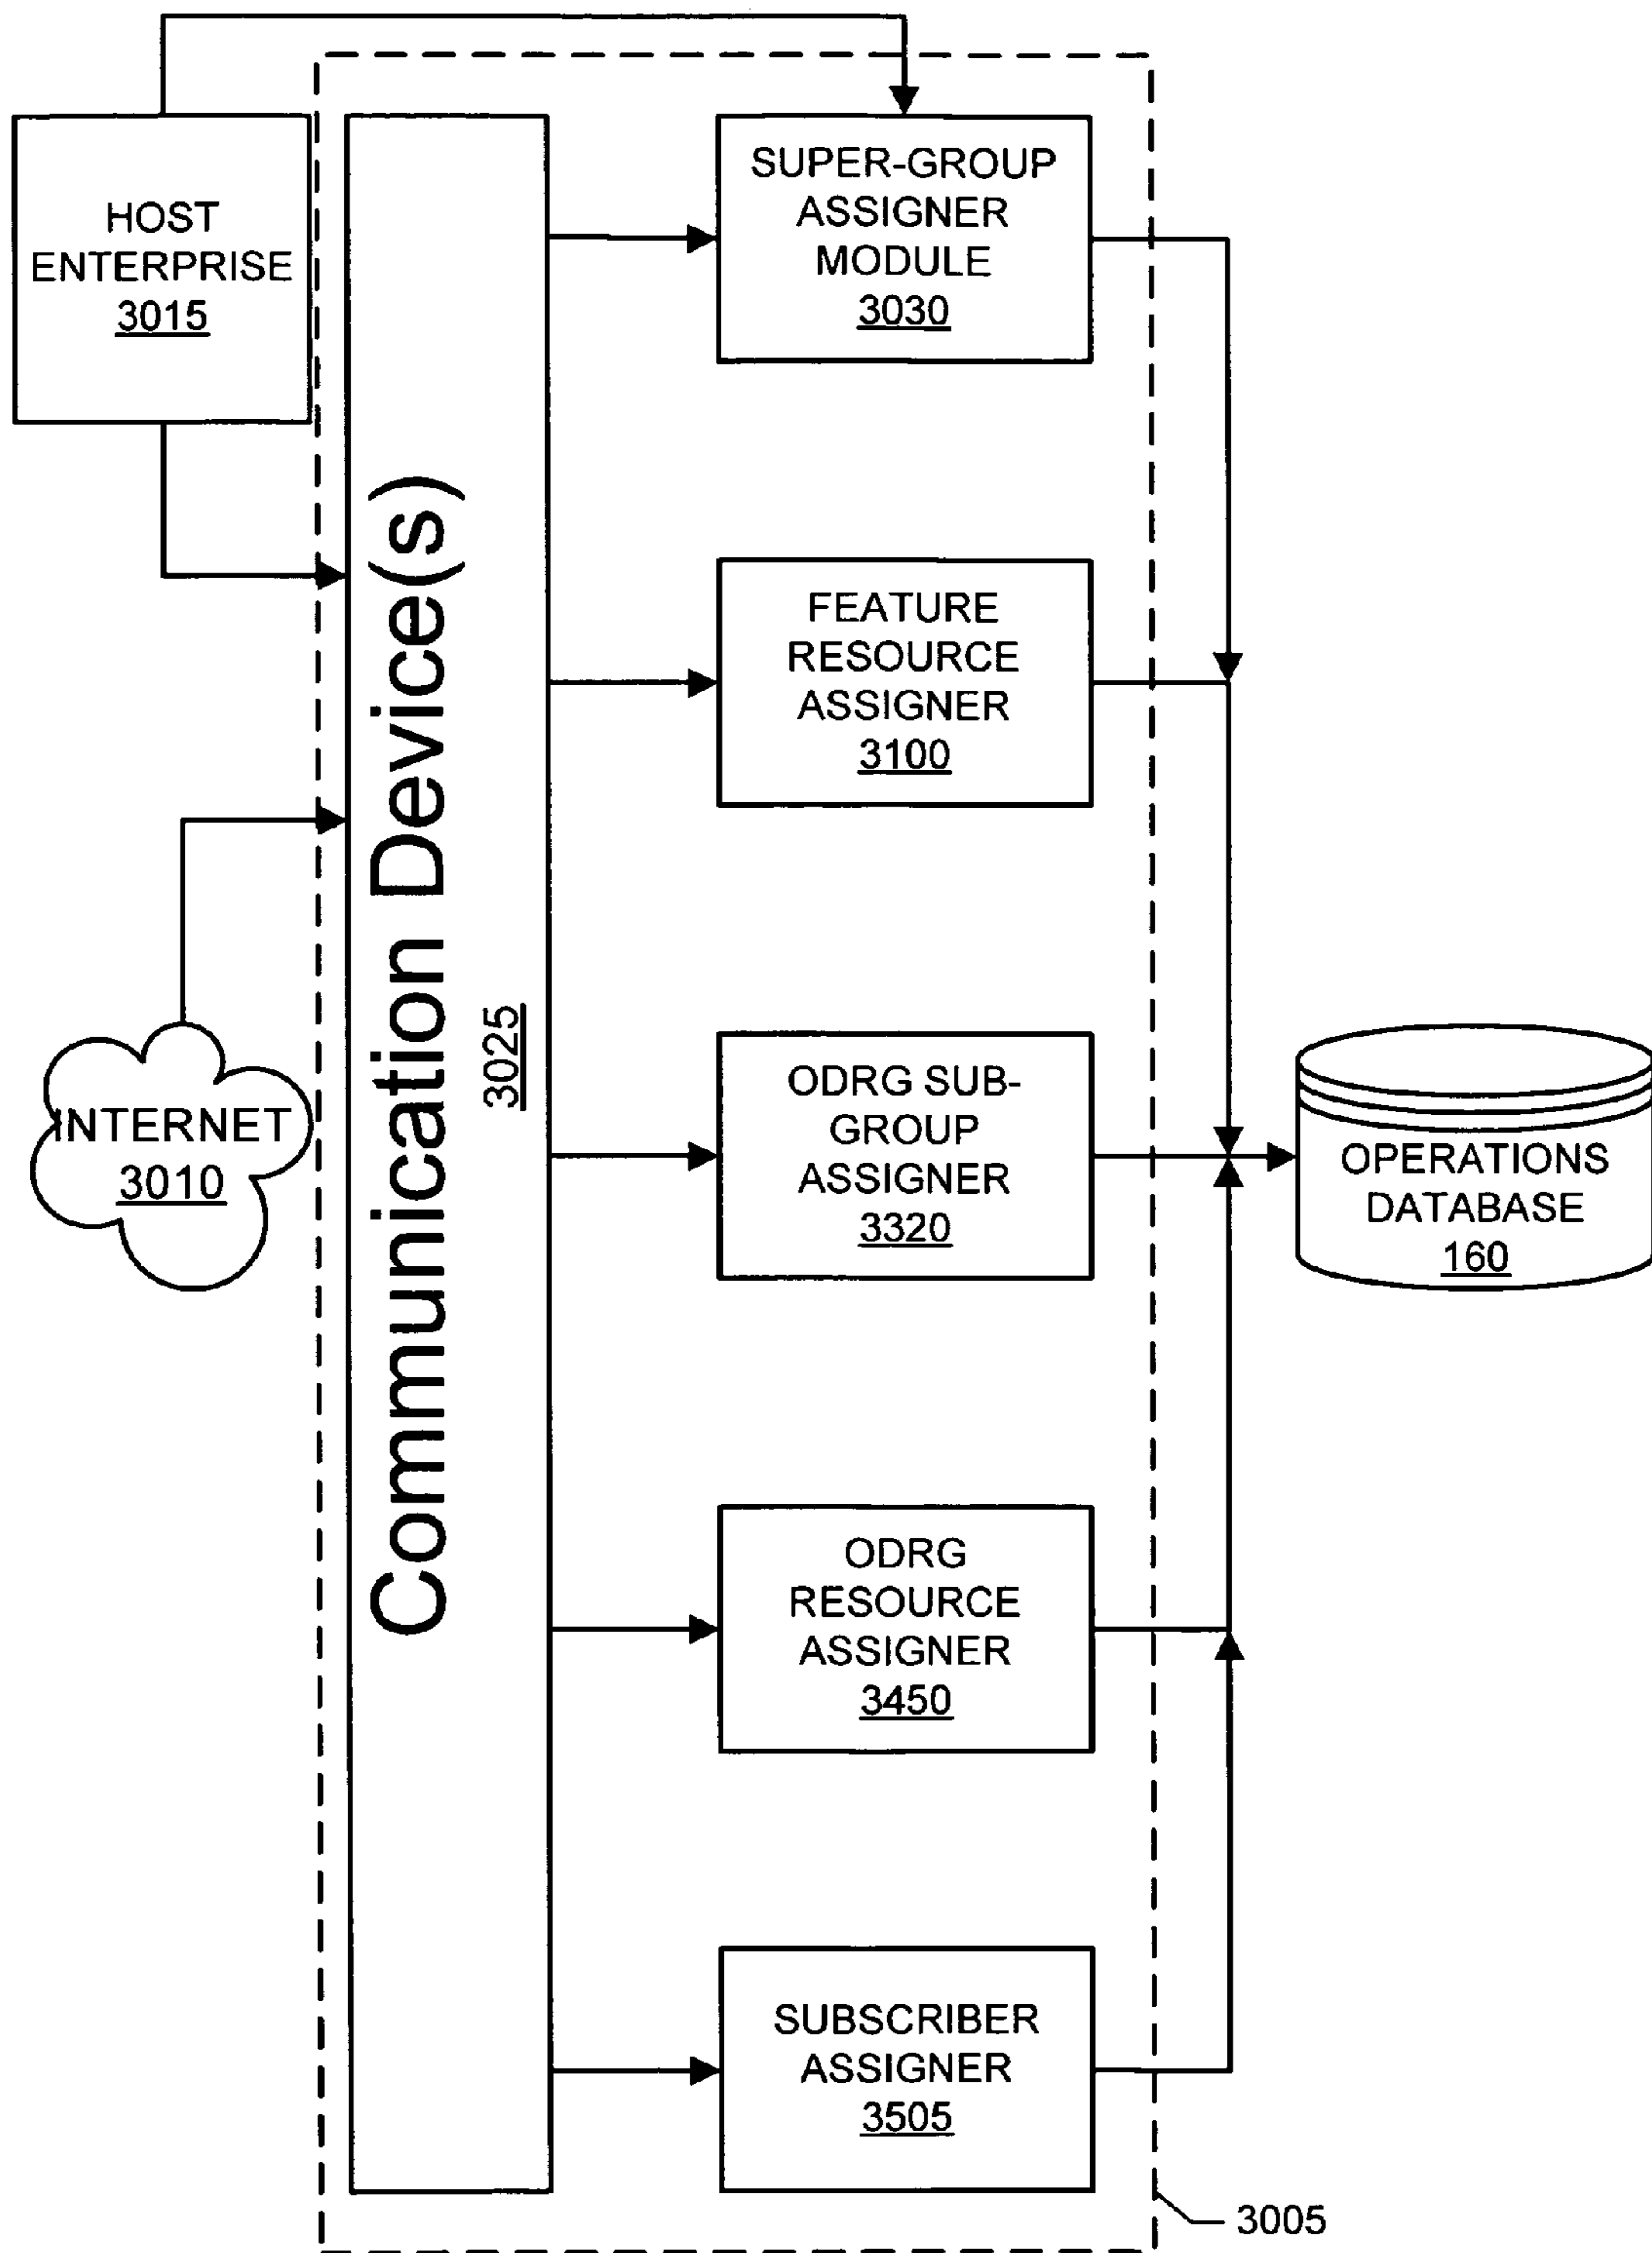 HOST
ENTERPRISE
3015
SUPER-GROUP
ASSIGNER
MODULE
3030
Communication Device(s)
3025
FEATURE
RESOURCE
ASSIGNER
3100
INTERNET
3010
ODRG SUB-
GROUP
ASSIGNER
3320
OPERATIONS
DATABASE
160
ODRG
RESOURCE
ASSIGNER
3450
SUBSCRIBER
ASSIGNER
3505
3005